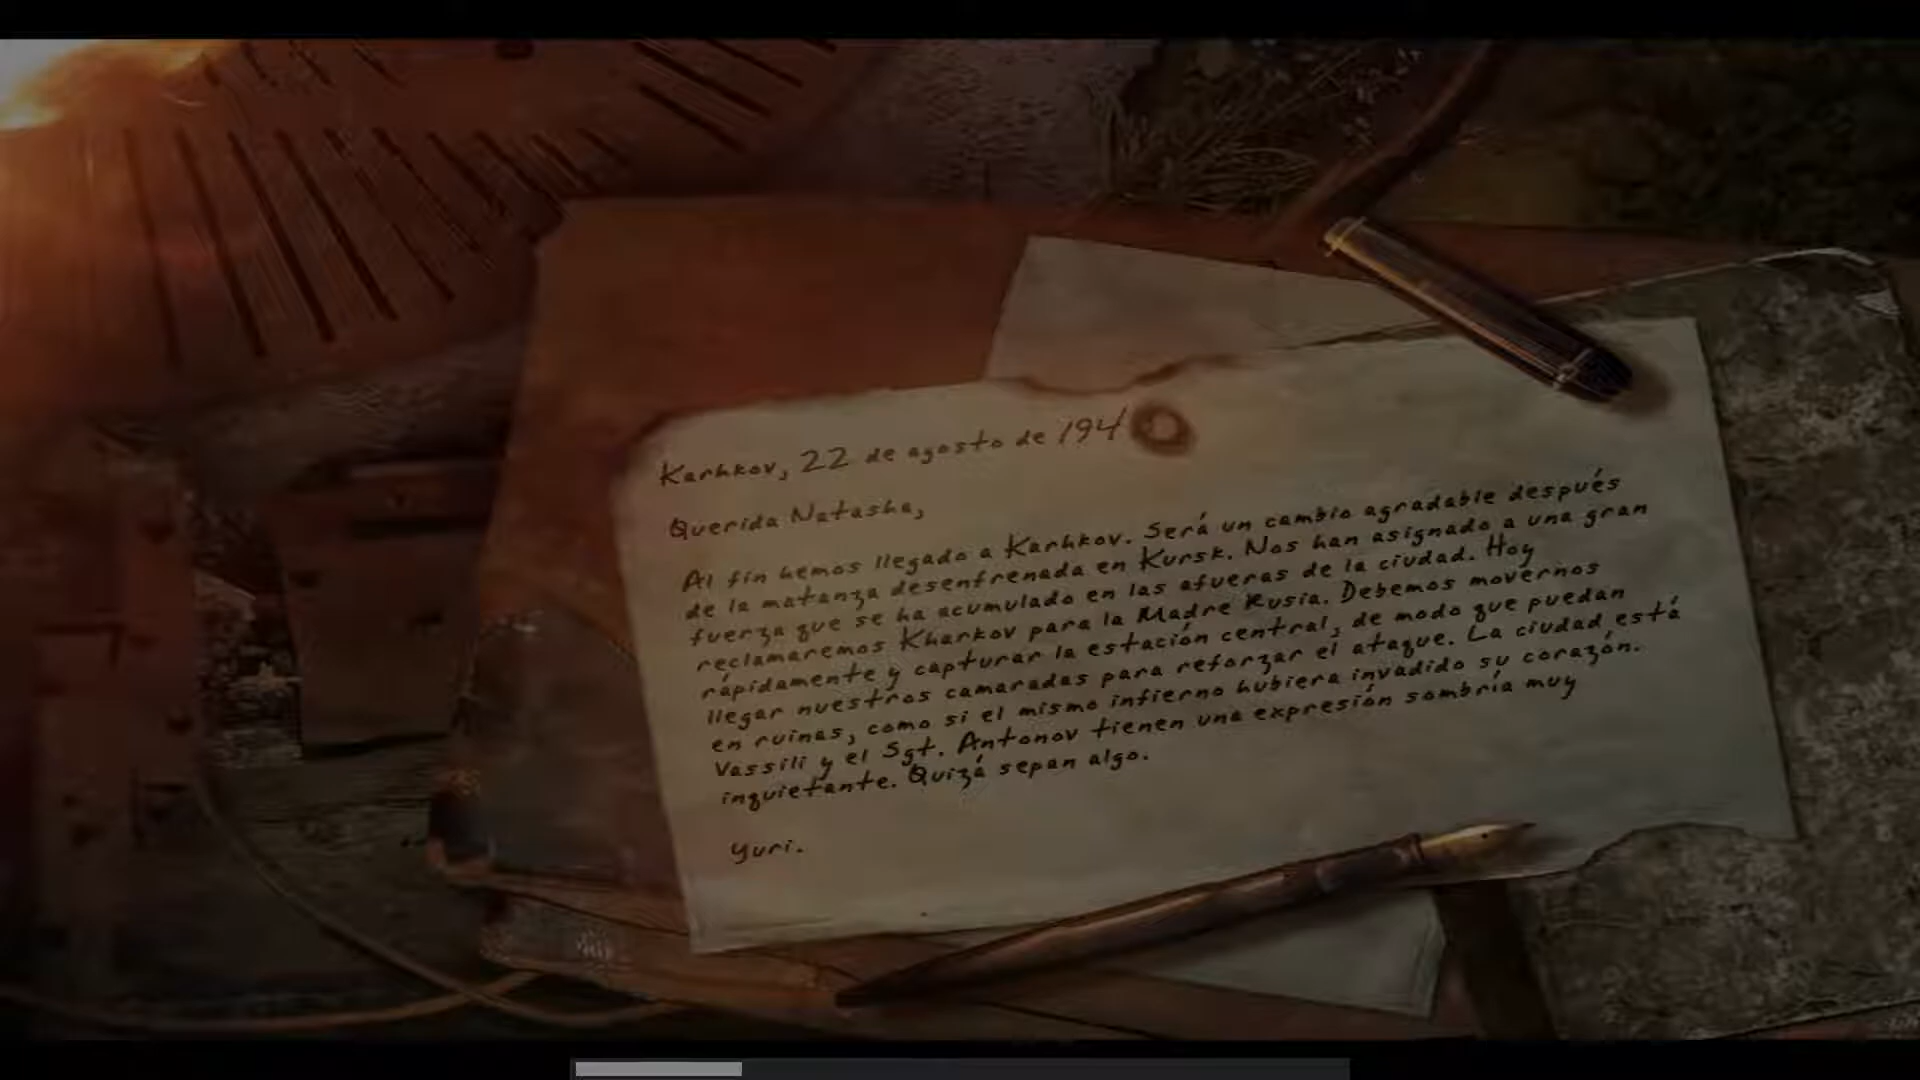 Karhkov, 22 de agosto de 194
Querida Natasha,
Al fin hemos llegado a Karhkov. Será un cambio agradable después
de la matanza desenfrenada en Kursk. Nos han asignado a una gran
fuerza que se ha acumulado en las afueras de la ciudad. Hoy
reclamaremos Kharkov para la Madre Rusia. Debemos movernos
rápidamente y capturar la estación central, de modo que puedan
llegar nuestros camaradas para reforzar el ataque. La ciudad está
en ruinas, como si el mismo infierno hubiera invadido su corazón.
Vassili y el Sgt. Antonov tienen una expresión sombría muy
inquietante. Quizá sepan algo.
Yuri.